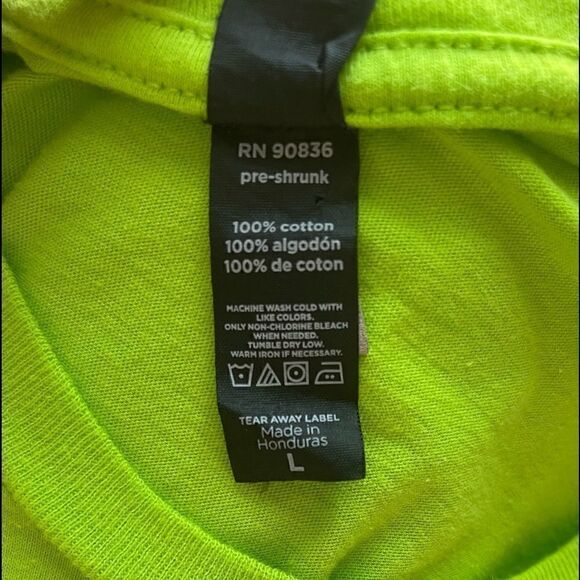 RN 90836
pre-shrunk
100% cotton
100% algodón
100% de coton
MACHINE WASH COLD WITH
LIKE COLORS.
ONLY NON-CHLORINE BLEACH
WHEN NEEDED.
TUMBLE DRY LOW.
WARM IRON IF NECESSARY.
TEAR AWAY LABEL
Made in
Honduras
L